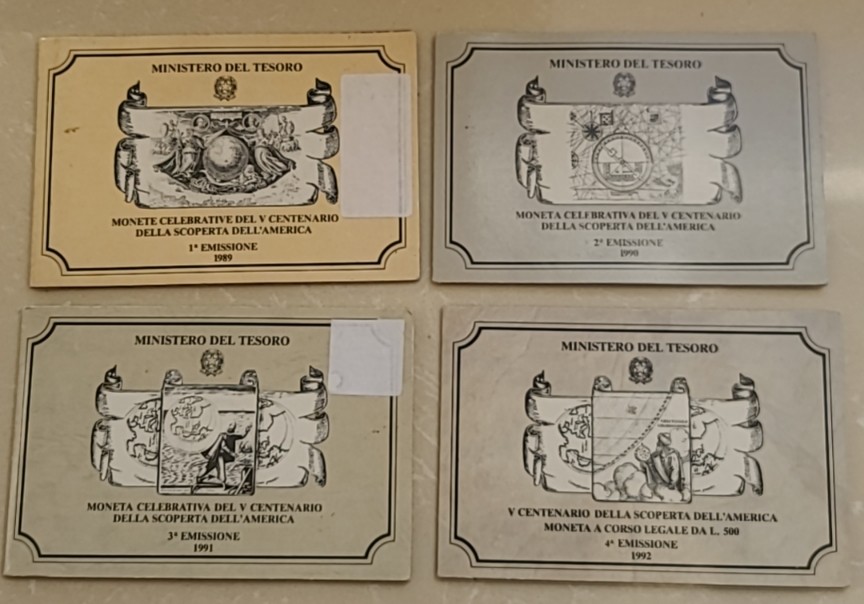 MINISTERO DEL TESORO
MONETE CELEBRATIVE DEL V CENTENARIO
DELLA SCOPERTA DELL'AMERICA
1ª EMISSIONE
1989
MINISTERO DEL TESORO
MONETA CELEBRATIVA DEL V CENTENARIO
DELLA SCOPERTA DELL'AMERICA
2ª EMISSIONE
1990
MINISTERO DEL TESORO
MONETA CELEBRATIVA DEL V CENTENARIO
DELLA SCOPERTA DELL'AMERICA
3ª EMISSIONE
1991
MINISTERO DEL TESORO
V CENTENARIO DELLA SCOPERTA DELL'AMERICA
MONETA A CORSO LEGALE DA L. 500
4ª EMISSIONE
1992